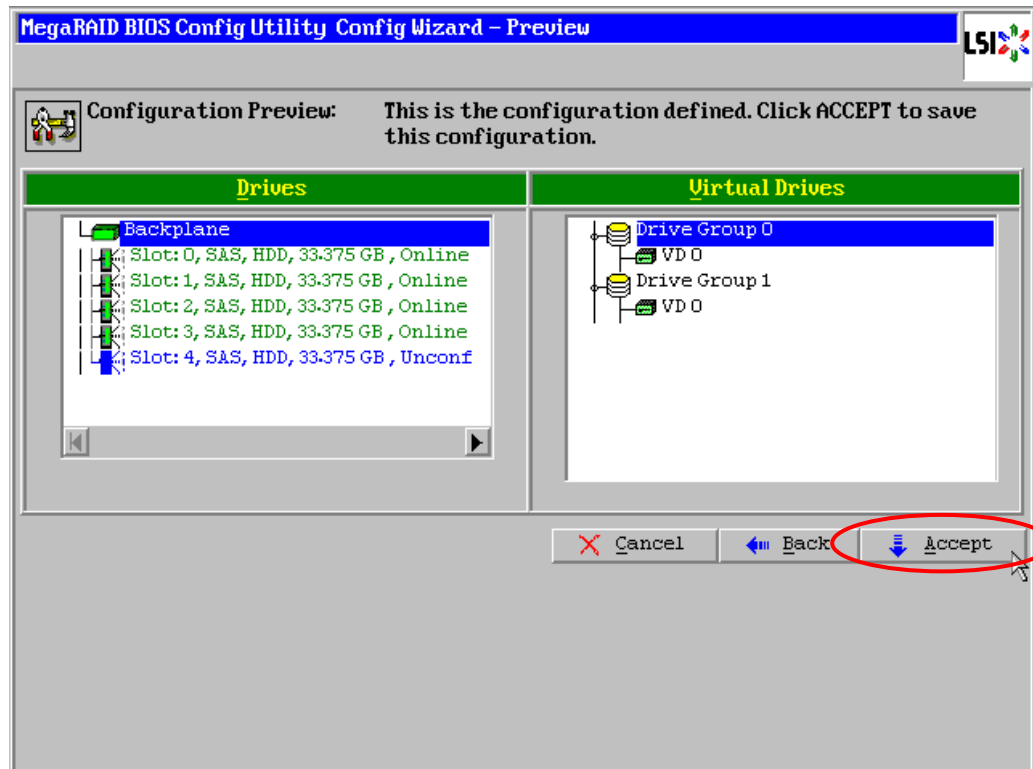 MegaRAID BIOS Config Utility Config Wizard – Preview
LSI
Configuration Preview:
This is the configuration defined. Click ACCEPT to save
this configuration.
Drives
Backplane
Slot: 0, SAS, HDD, 33.375 GB , Online
Slot: 1, SAS, HDD, 33.375 GB , Online
Slot: 2, SAS, HDD, 33.375 GB , Online
Slot: 3, SAS, HDD, 33.375 GB , Online
Slot: 4, SAS, HDD, 33.375 GB , Unconf
Virtual Drives
Drive Group 0
VD 0
Drive Group 1
VD 0
Cancel
Back
Accept